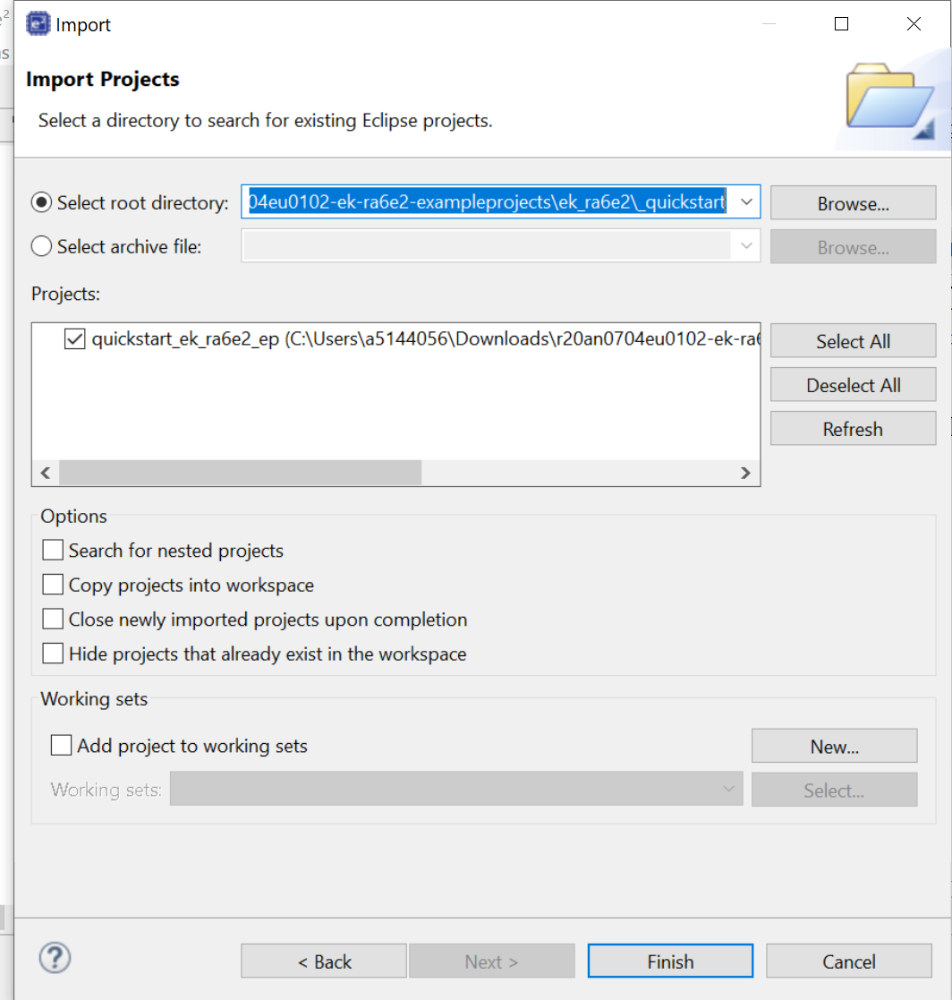 Import
Import Projects
Select a directory to search for existing Eclipse projects.
Select root directory: 04eu0102-ek-ra6e2-exampleprojects\ek_ra6e2\_quickstart Browse...
Select archive file: Browse...
Projects:
quickstart_ek_ra6e2_ep (C:\Users\a5144056\Downloads\r20an0704eu0102-ek-ra6 Select All
Deselect All
Refresh
Options
Search for nested projects
Copy projects into workspace
Close newly imported projects upon completion
Hide projects that already exist in the workspace
Working sets
Add project to working sets New...
Working sets: Select...
? < Back Next > Finish Cancel